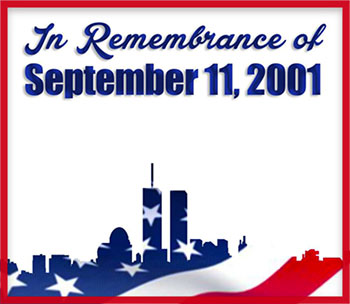 In Remembrance of
September 11, 2001